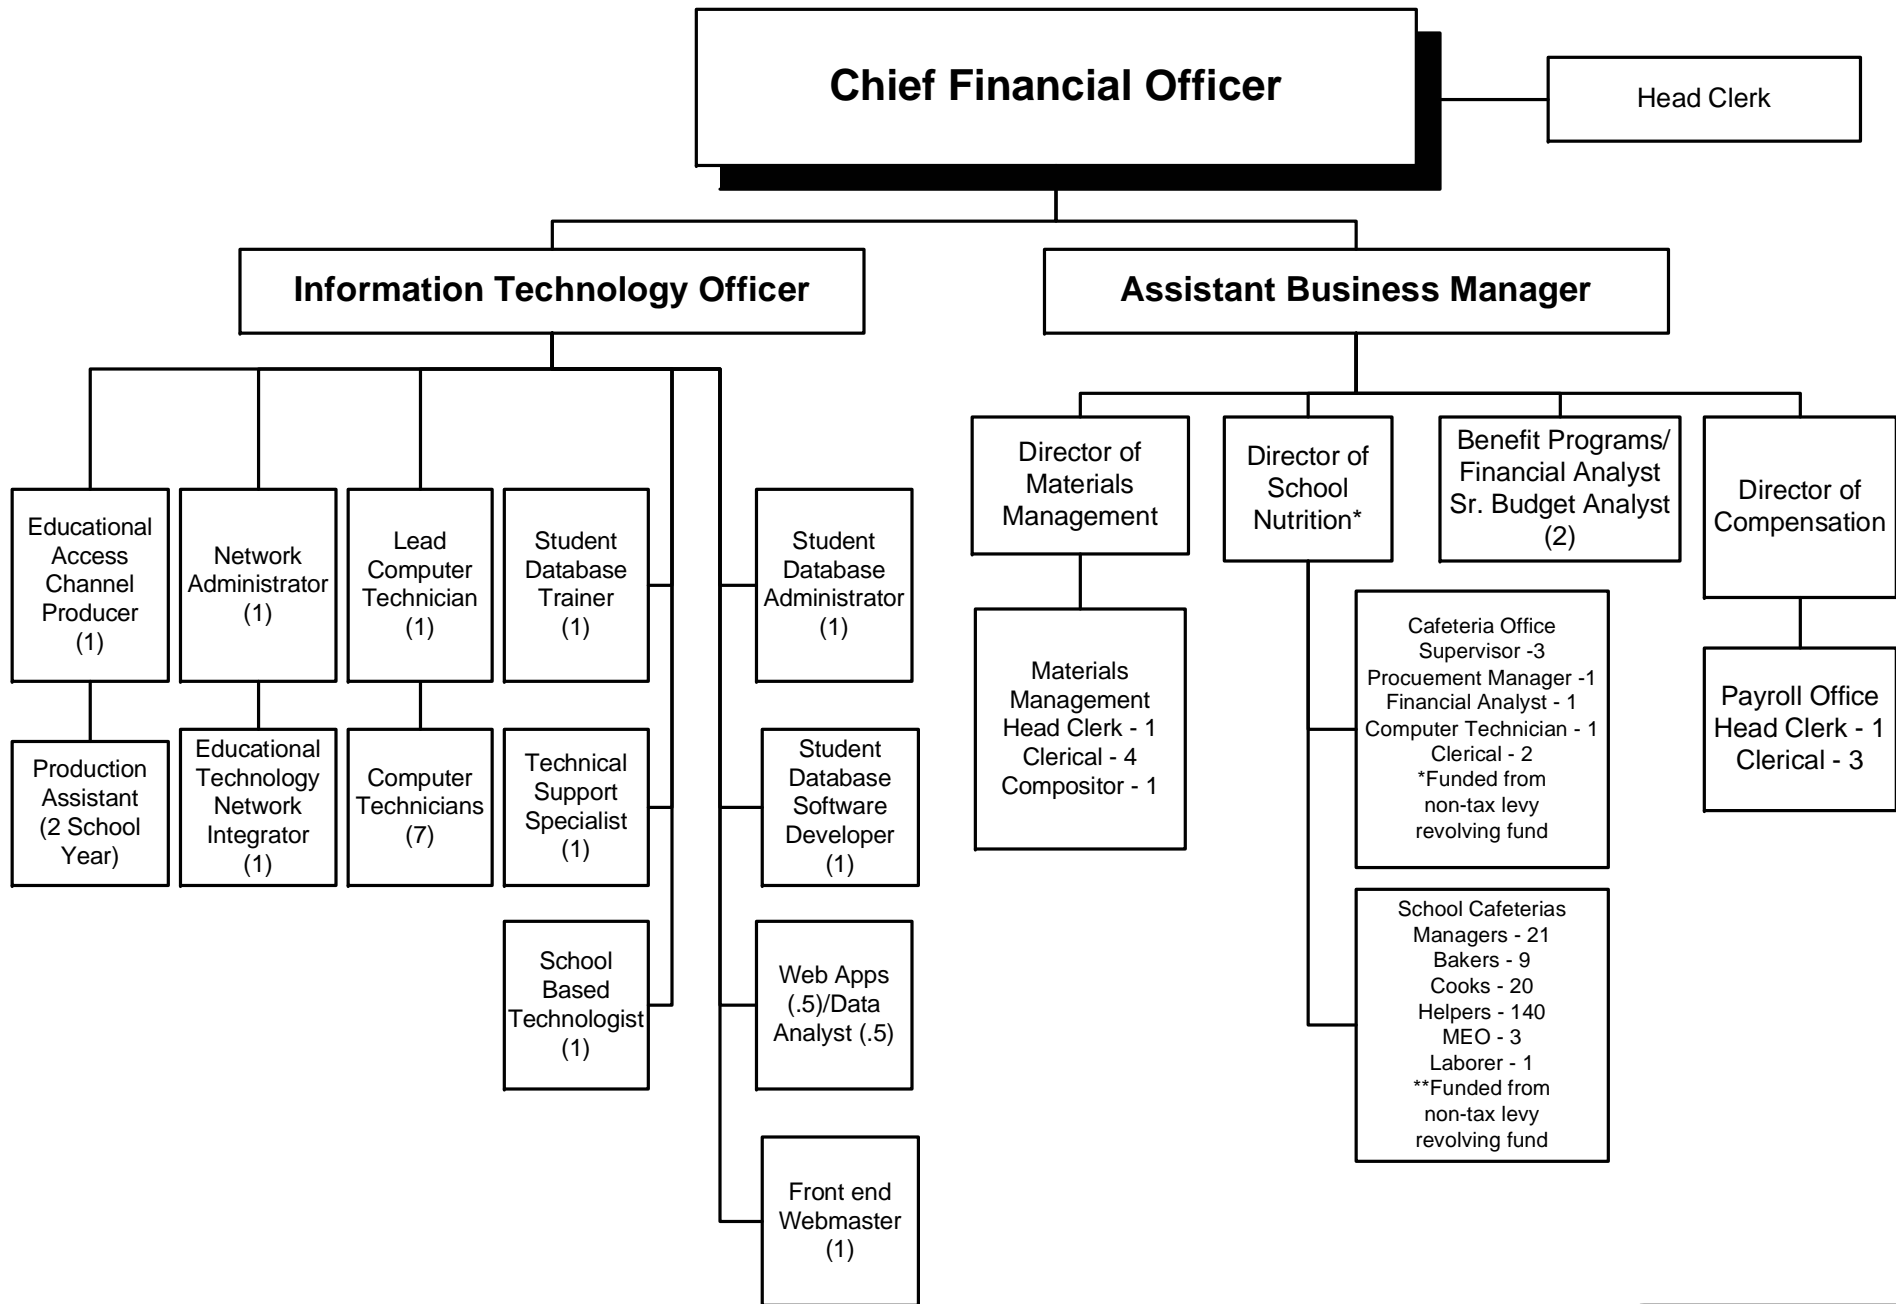 Chief Financial Officer
Head Clerk
Information Technology Officer
Assistant Business Manager
Educational
Access
Channel
Producer
(1)
Network
Administrator
(1)
Lead
Computer
Technician
(1)
Student
Database
Trainer
(1)
Student
Database
Administrator
(1)
Production
Assistant
(2 School
Year)
Educational
Technology
Network
Integrator
(1)
Computer
Technicians
(7)
Technical
Support
Specialist
(1)
Student
Database
Software
Developer
(1)
School
Based
Technologist
(1)
Web Apps
(.5)/Data
Analyst (.5)
Front end
Webmaster
(1)
Director of
Materials
Management
Director of
School
Nutrition*
Benefit Programs/
Financial Analyst
Sr. Budget Analyst
(2)
Director of
Compensation
Materials
Management
Head Clerk - 1
Clerical - 4
Compositor - 1
Cafeteria Office
Supervisor -3
Procuement Manager -1
Financial Analyst - 1
Computer Technician - 1
Clerical - 2
*Funded from
non-tax levy
revolving fund
School Cafeterias
Managers - 21
Bakers - 9
Cooks - 20
Helpers - 140
MEO - 3
Laborer - 1
**Funded from
non-tax levy
revolving fund
Payroll Office
Head Clerk - 1
Clerical - 3